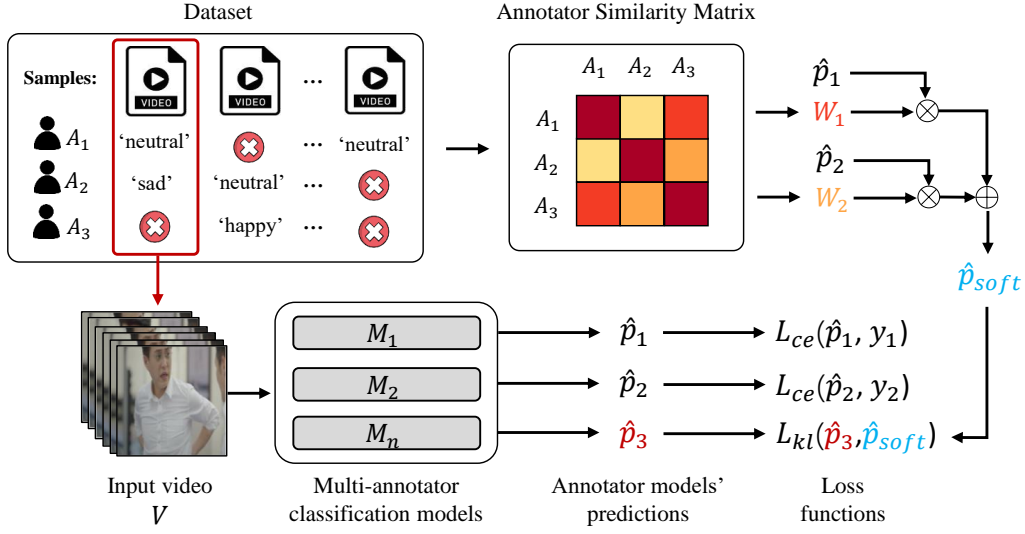 Dataset
Annotator Similarity Matrix
Samples:
VIDEO
VIDEO
...
VIDEO
A₁ 'neutral' ... 'neutral'
A₂ 'sad' 'neutral' ...
A₃ 'happy' ...
A₁ A₂ A₃
A₁
A₂
A₃
p̂₁
W₁
p̂₂
W₂
p̂soft
M₁
M₂
Mₙ
p̂₁
p̂₂
p̂₃
Lce(p̂₁, y₁)
Lce(p̂₂, y₂)
Lkl(p̂₃,p̂soft)
Input video
V
Multi-annotator
classification models
Annotator models'
predictions
Loss
functions